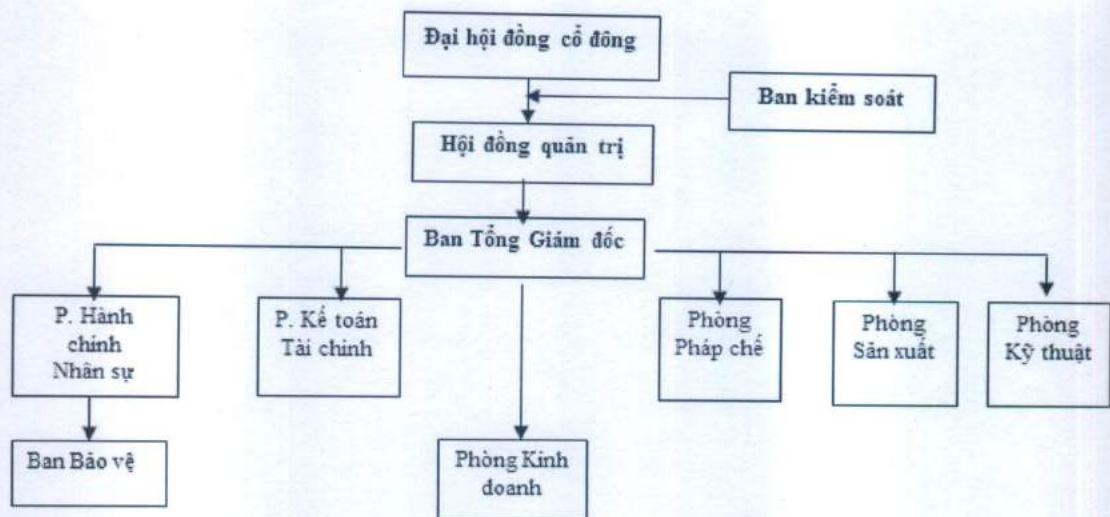 Đại hội đồng cổ đông
Ban kiểm soát
Hội đồng quản trị
Ban Tổng Giám đốc
P. Hành
chính
Nhân sự
P. Kế toán
Tài chính
Phòng
Pháp chế
Phòng
Sản xuất
Phòng
Kỹ thuật
Ban Bảo vệ
Phòng Kinh
doanh